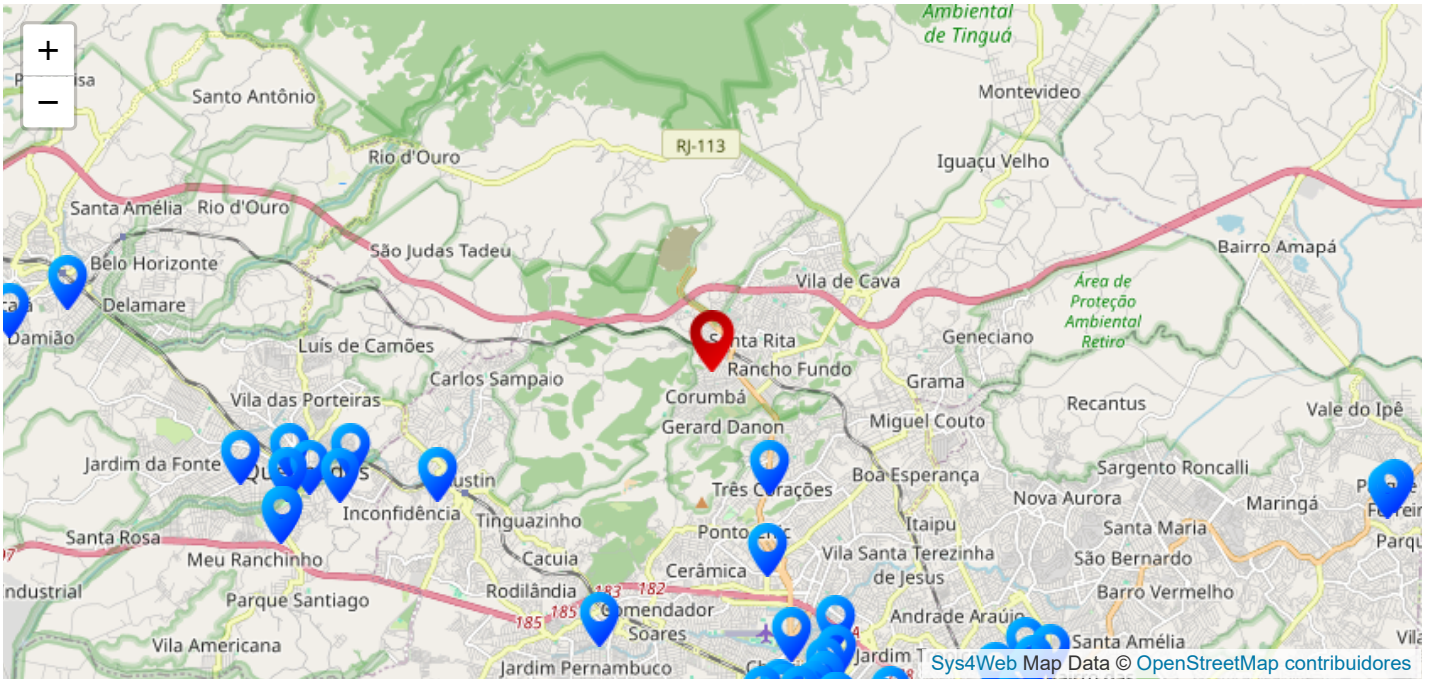 Ambiental
de Tinguá
+
−
Santo Antônio
Montevideo
RJ-113
Rio d'Ouro
Iguaçu Velho
Santa Amélia
Rio d'Ouro
São Judas Tadeu
Bairro Amapá
Belo Horizonte
Vila de Cava
Área de
Proteção
Ambiental
Retiro
Delamare
Damião
Luís de Camões
Santa Rita
Geneciano
Rancho Fundo
Carlos Sampaio
Grama
Corumbá
Vila das Porteiras
Recantus
Vale do Ipê
Miguel Couto
Gerard Danon
Jardim da Fonte
Sargento Roncalli
Boa Esperança
Três Corações
Nova Aurora
Maringá
Inconfidência
Tinguazinho
Santa Rosa
Itaipu
Santa Maria
Meu Ranchinho
Cacuia
Cerâmica
Vila Santa Terezinha
de Jesus
São Bernardo
Rodilândia
183
182
Barro Vermelho
Parque Santiago
185
185
Comendador
Soares
Andrade Araújo
Vila Americana
Santa Amélia
Jardim Pernambuco
Sys4Web Map Data © OpenStreetMap contribuidores